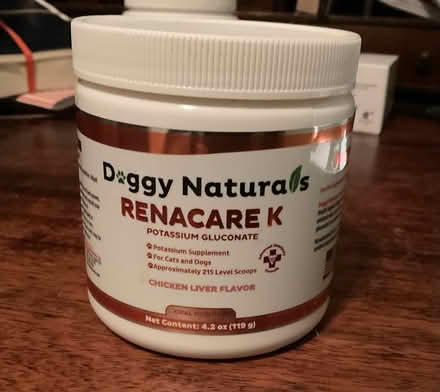 Doggy Naturals
RENACARE K
POTASSIUM GLUCONATE
Potassium Supplement
For Cats and Dogs
Approximately 215 Level Scoops
CHICKEN LIVER FLAVOR
Net Content: 4.2 oz (119 g)